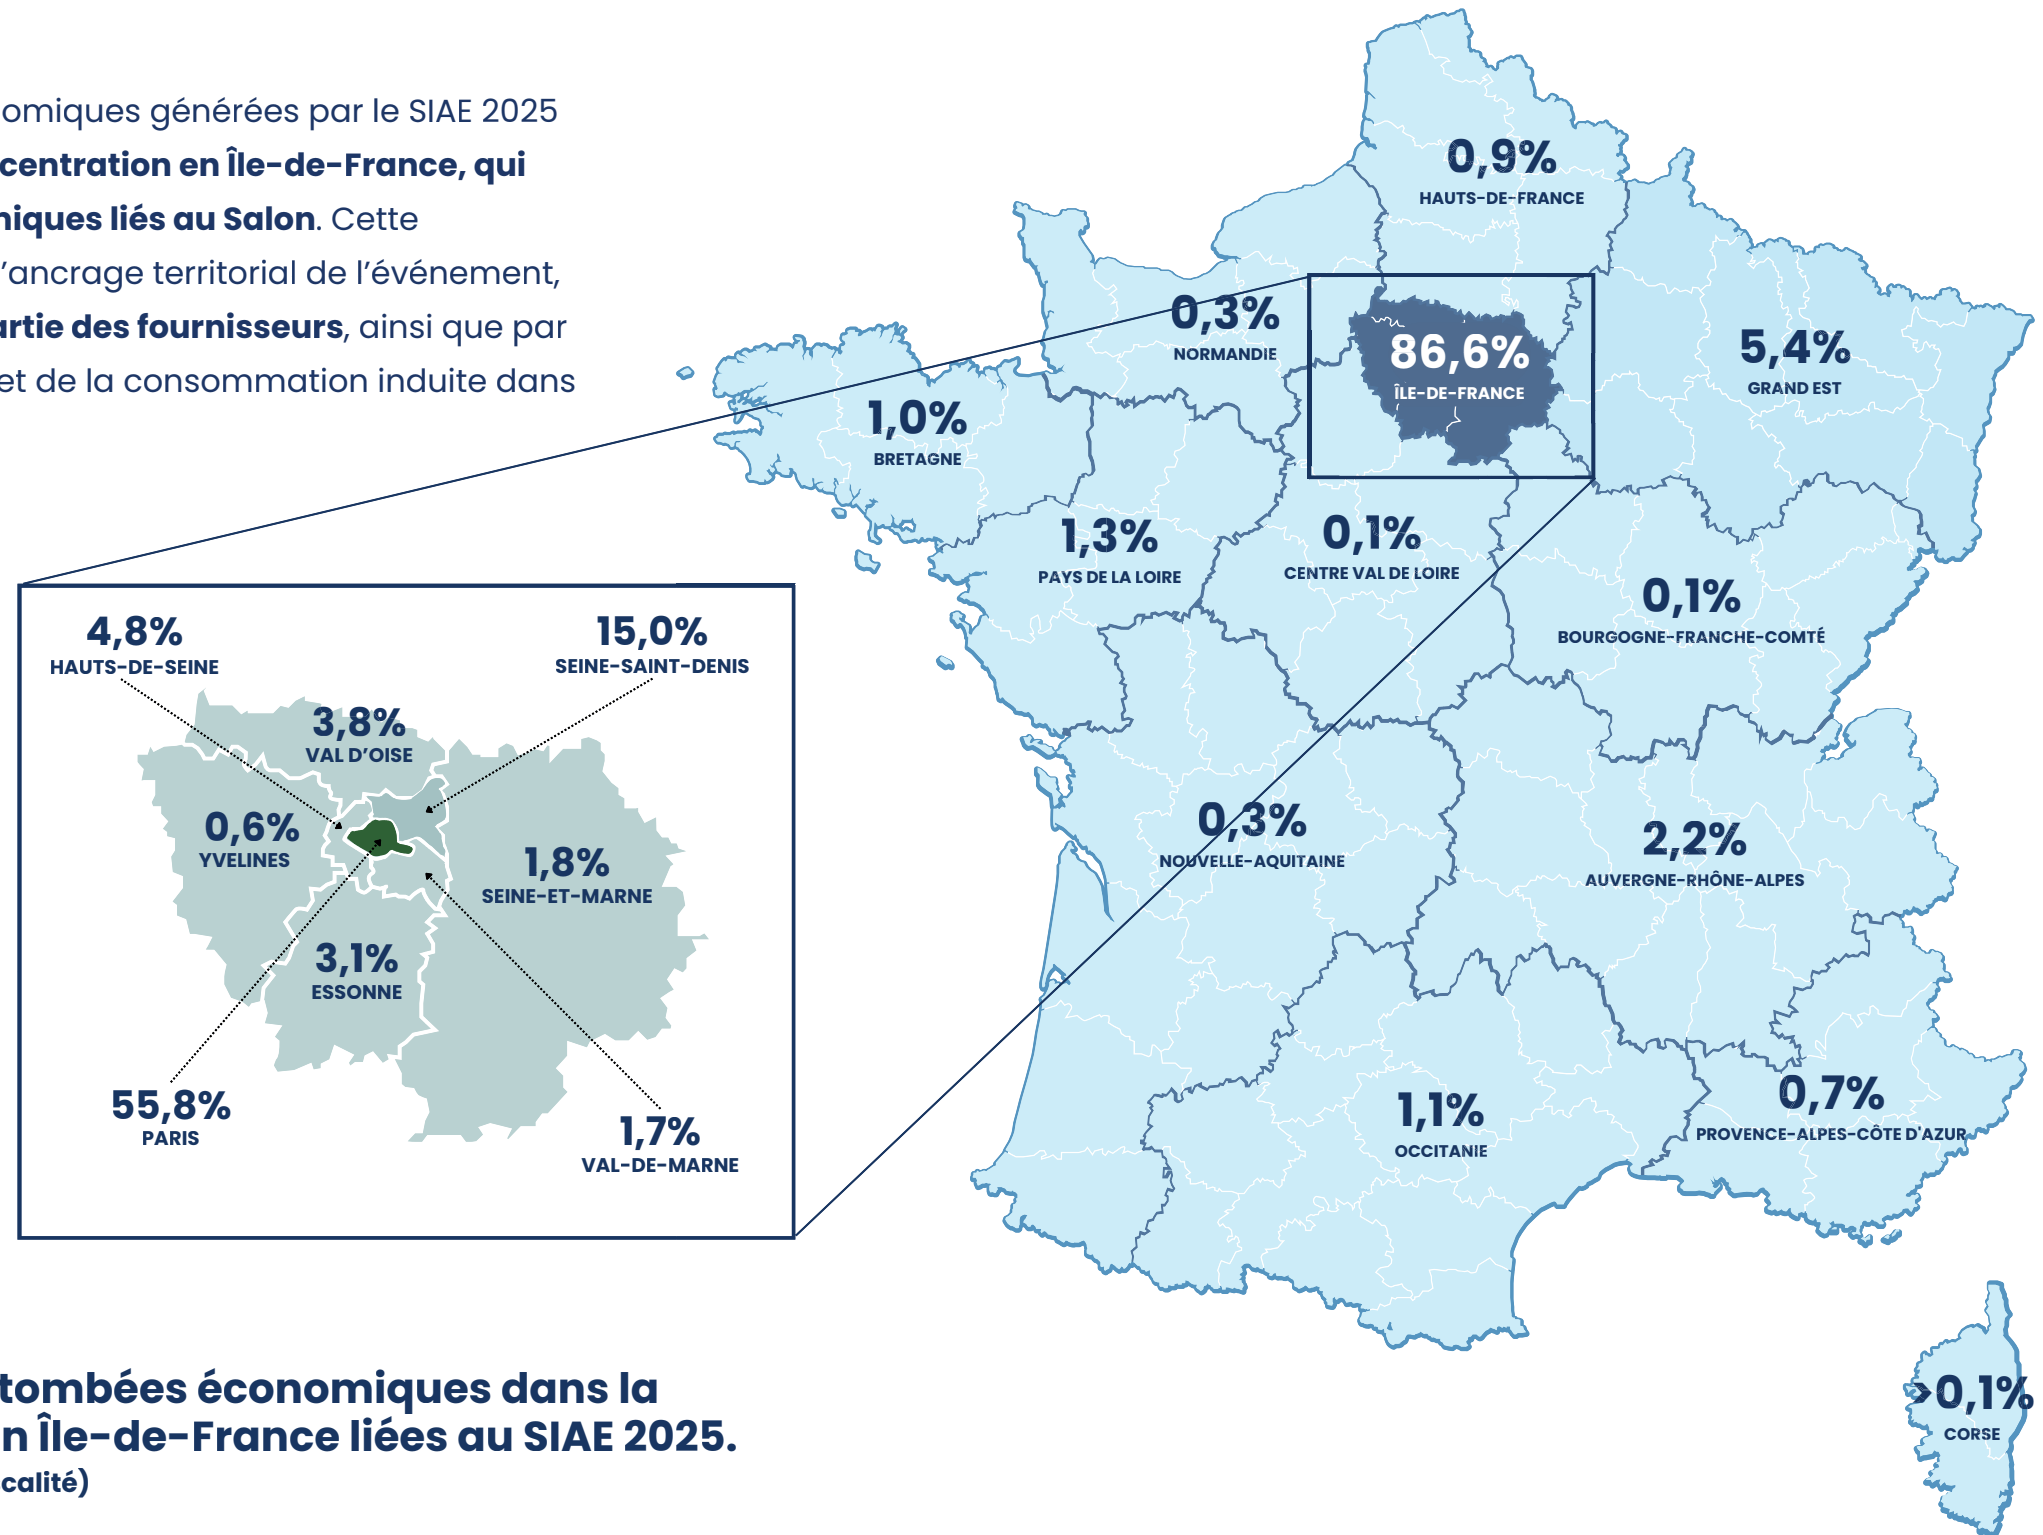 omiques générées par le SIAE 2025
centration en Île-de-France, qui
niques liés au Salon. Cette
'ancrage territorial de l'événement,
artie des fournisseurs, ainsi que par
et de la consommation induite dans
0,9%
HAUTS-DE-FRANCE
0,3%
NORMANDIE
86,6%
ÎLE-DE-FRANCE
5,4%
GRAND EST
1,0%
BRETAGNE
1,3%
PAYS DE LA LOIRE
0,1%
CENTRE VAL DE LOIRE
0,1%
BOURGOGNE-FRANCHE-COMTÉ
0,3%
NOUVELLE-AQUITAINE
2,2%
AUVERGNE-RHÔNE-ALPES
1,1%
OCCITANIE
0,7%
PROVENCE-ALPES-CÔTE D'AZUR
>0,1%
CORSE
4,8%
HAUTS-DE-SEINE
15,0%
SEINE-SAINT-DENIS
3,8%
VAL D'OISE
0,6%
YVELINES
1,8%
SEINE-ET-MARNE
3,1%
ESSONNE
55,8%
PARIS
1,7%
VAL-DE-MARNE
tombées économiques dans la
n Île-de-France liées au SIAE 2025.
calité)